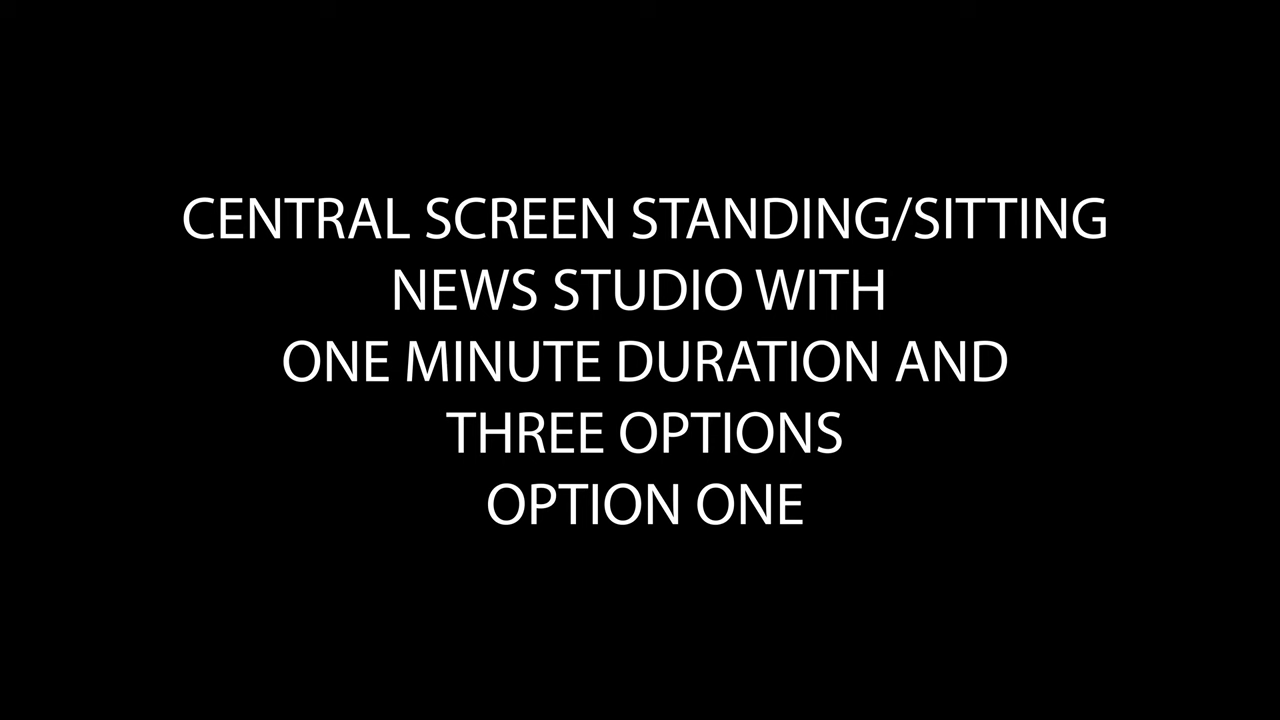 CENTRAL SCREEN STANDING/SITTING
NEWS STUDIO WITH
ONE MINUTE DURATION AND
THREE OPTIONS
OPTION ONE